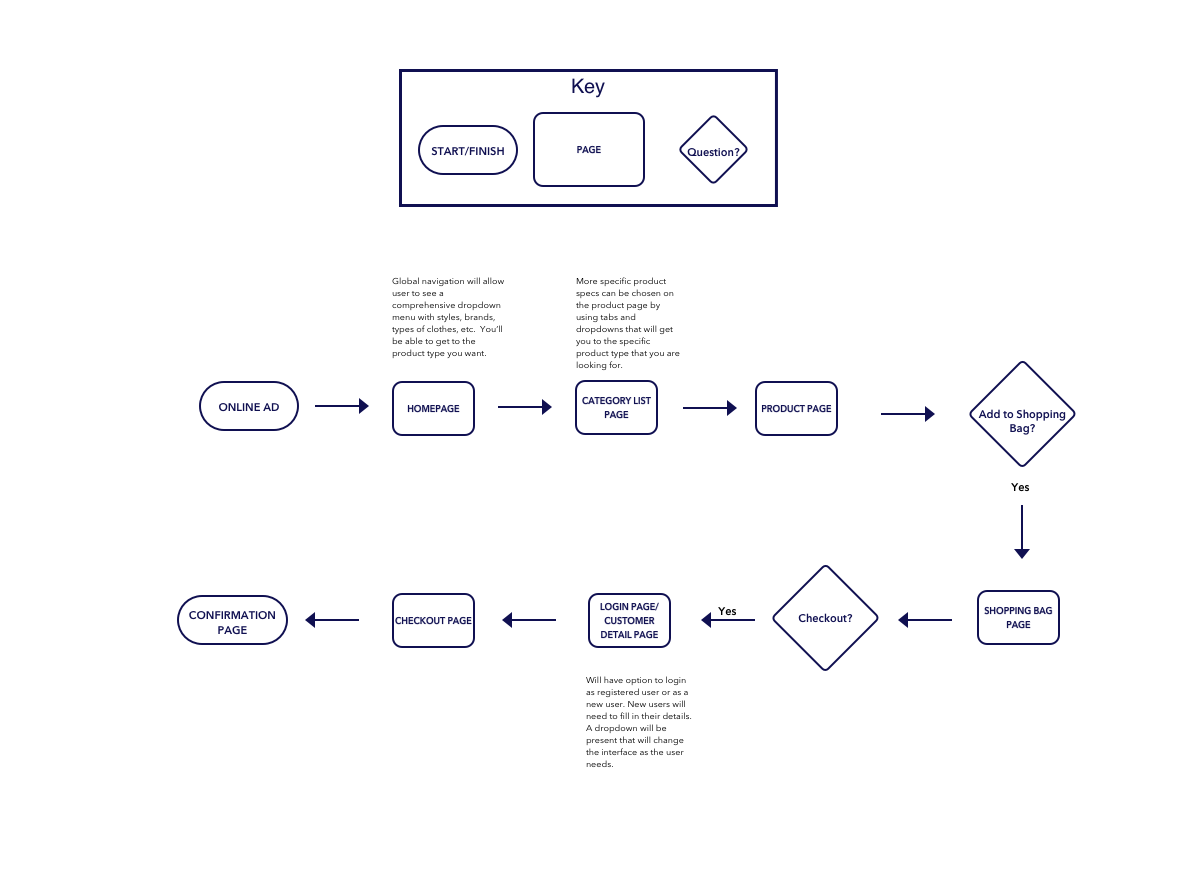 Key
START/FINISH
PAGE
Question?
Global navigation will allow
user to see a
comprehensive dropdown
menu with styles, brands,
types of clothes, etc.  You'll
be able to get to the
product type you want.
More specific product
specs can be chosen on
the product page by
using tabs and
dropdowns that will get
you to the specific
product type that you are
looking for.
ONLINE AD
HOMEPAGE
CATEGORY LIST
PAGE
PRODUCT PAGE
Add to Shopping
Bag?
Yes
SHOPPING BAG
PAGE
Checkout?
Yes
LOGIN PAGE/
CUSTOMER
DETAIL PAGE
CHECKOUT PAGE
CONFIRMATION
PAGE
Will have option to login
as registered user or as a
new user. New users will
need to fill in their details.
A dropdown will be
present that will change
the interface as the user
needs.